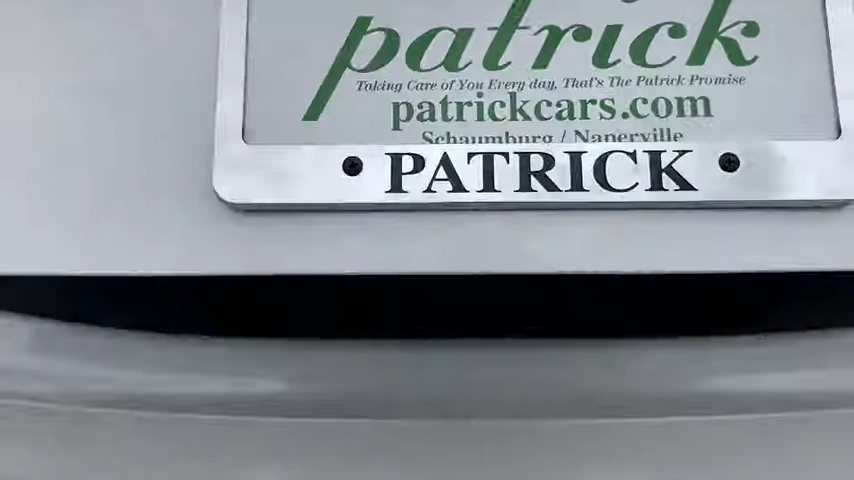 patrick
Taking Care of You Every day, That's The Patrick Promise
patrickcars.com
Schaumburg / Naperville
PATRICK